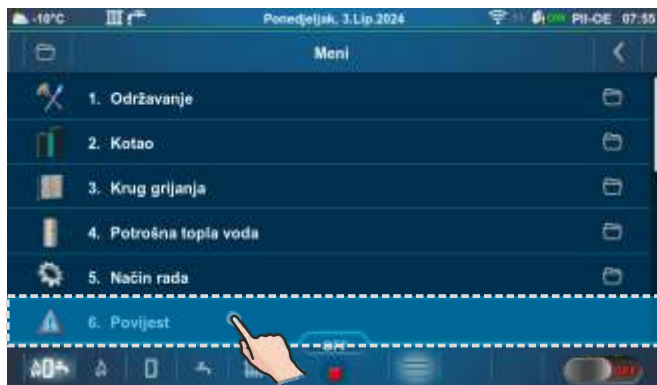 -10°C Ponedjeljak, 3.Lip.2024 PII-OE 07:55
Meni
1. Održavanje
2. Kotao
3. Krug grijanja
4. Potrošna topla voda
5. Način rada
6. Povijest
OFF